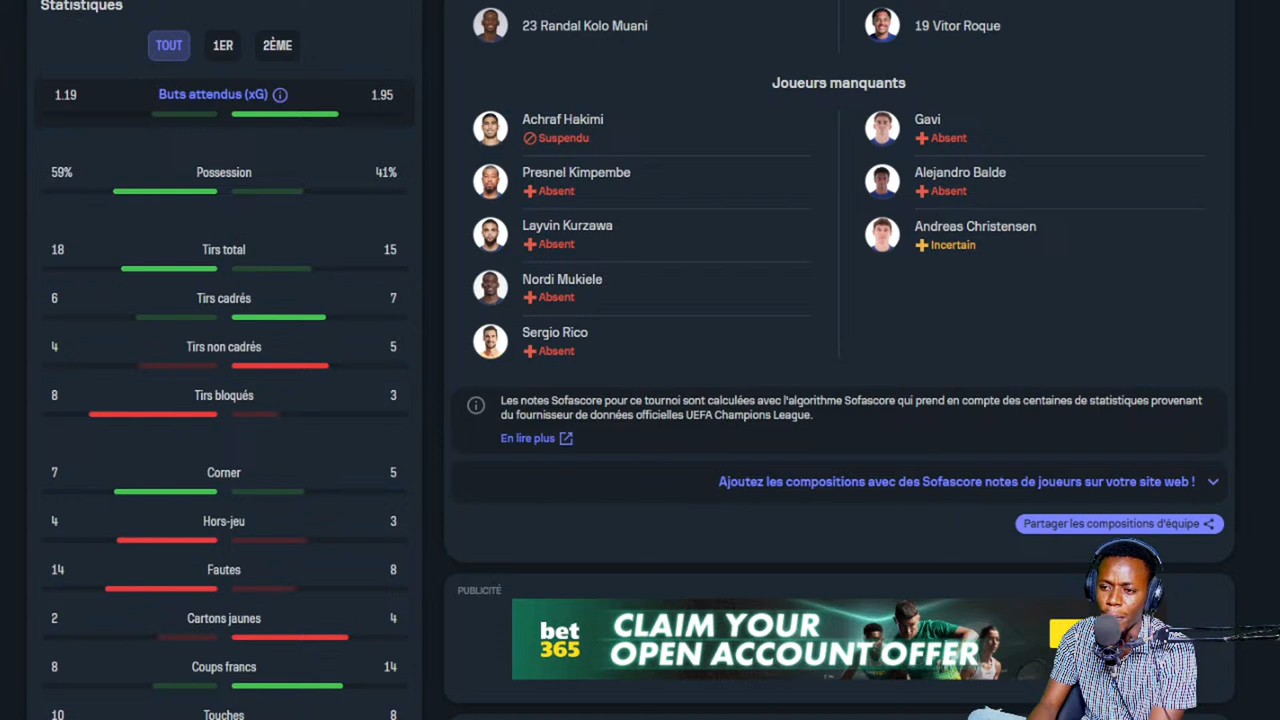 Statistiques
TOUT
1ER
2ÈME
1.19 Buts attendus (xG) 1.95
59% Possession 41%
18 Tirs total 15
6 Tirs cadrés 7
4 Tirs non cadrés 5
8 Tirs bloqués 3
7 Corner 5
4 Hors-jeu 3
14 Fautes 8
2 Cartons jaunes 4
8 Coups francs 14
10 Touches 8
23 Randal Kolo Muani
19 Vitor Roque
Joueurs manquants
Achraf Hakimi
Suspendu
Presnel Kimpembe
Absent
Layvin Kurzawa
Absent
Nordi Mukiele
Absent
Sergio Rico
Absent
Gavi
Absent
Alejandro Balde
Absent
Andreas Christensen
Incertain
Les notes Sofascore pour ce tournoi sont calculées avec l'algorithme Sofascore qui prend en compte des centaines de statistiques provenant
du fournisseur de données officielles UEFA Champions League.
En lire plus
Ajoutez les compositions avec des Sofascore notes de joueurs sur votre site web !
Partager les compositions d'équipe
PUBLICITÉ
bet
365
CLAIM YOUR
OPEN ACCOUNT OFFER